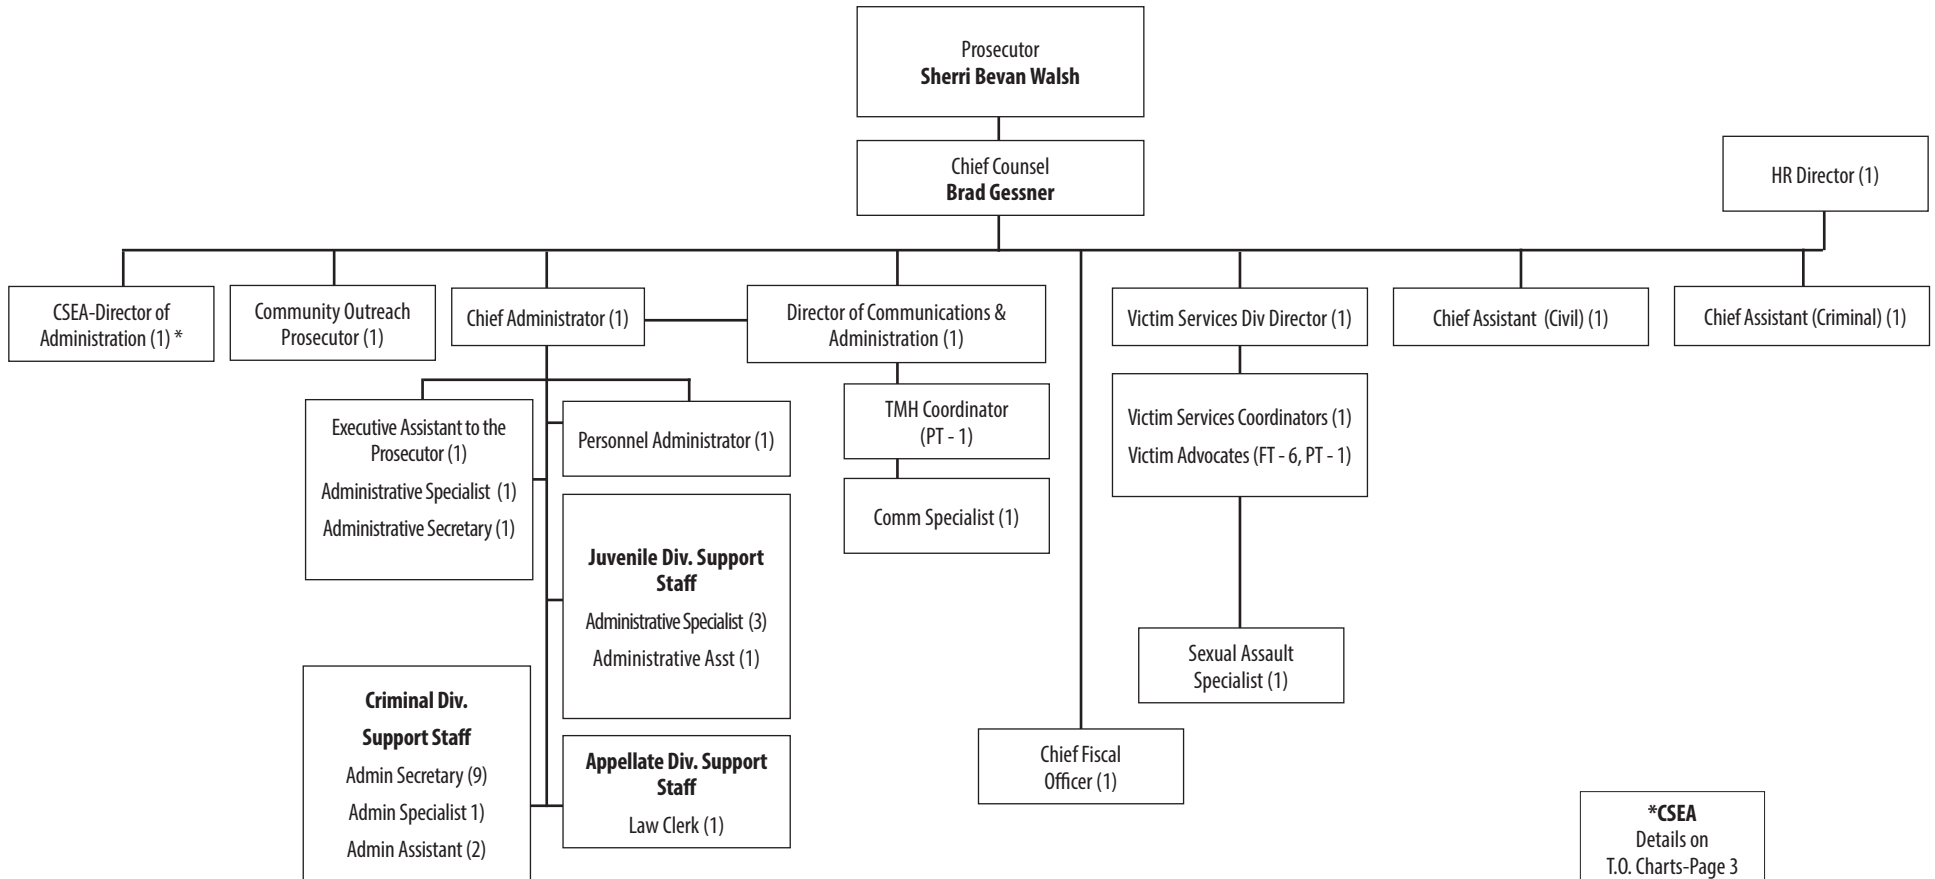 Prosecutor
Sherri Bevan Walsh
Chief Counsel
Brad Gessner
HR Director (1)
CSEA-Director of
Administration (1) *
Community Outreach
Prosecutor (1)
Chief Administrator (1)
Director of Communications &
Administration (1)
Victim Services Div Director (1)
Chief Assistant (Civil) (1)
Chief Assistant (Criminal) (1)
Executive Assistant to the
Prosecutor (1)
Administrative Specialist (1)
Administrative Secretary (1)
Personnel Administrator (1)
TMH Coordinator
(PT - 1)
Comm Specialist (1)
Victim Services Coordinators (1)
Victim Advocates (FT - 6, PT - 1)
Juvenile Div. Support
Staff
Administrative Specialist (3)
Administrative Asst (1)
Sexual Assault
Specialist (1)
Criminal Div.
Support Staff
Admin Secretary (9)
Admin Specialist 1)
Admin Assistant (2)
Appellate Div. Support
Staff
Law Clerk (1)
Chief Fiscal
Officer (1)
*CSEA
Details on
T.O. Charts-Page 3